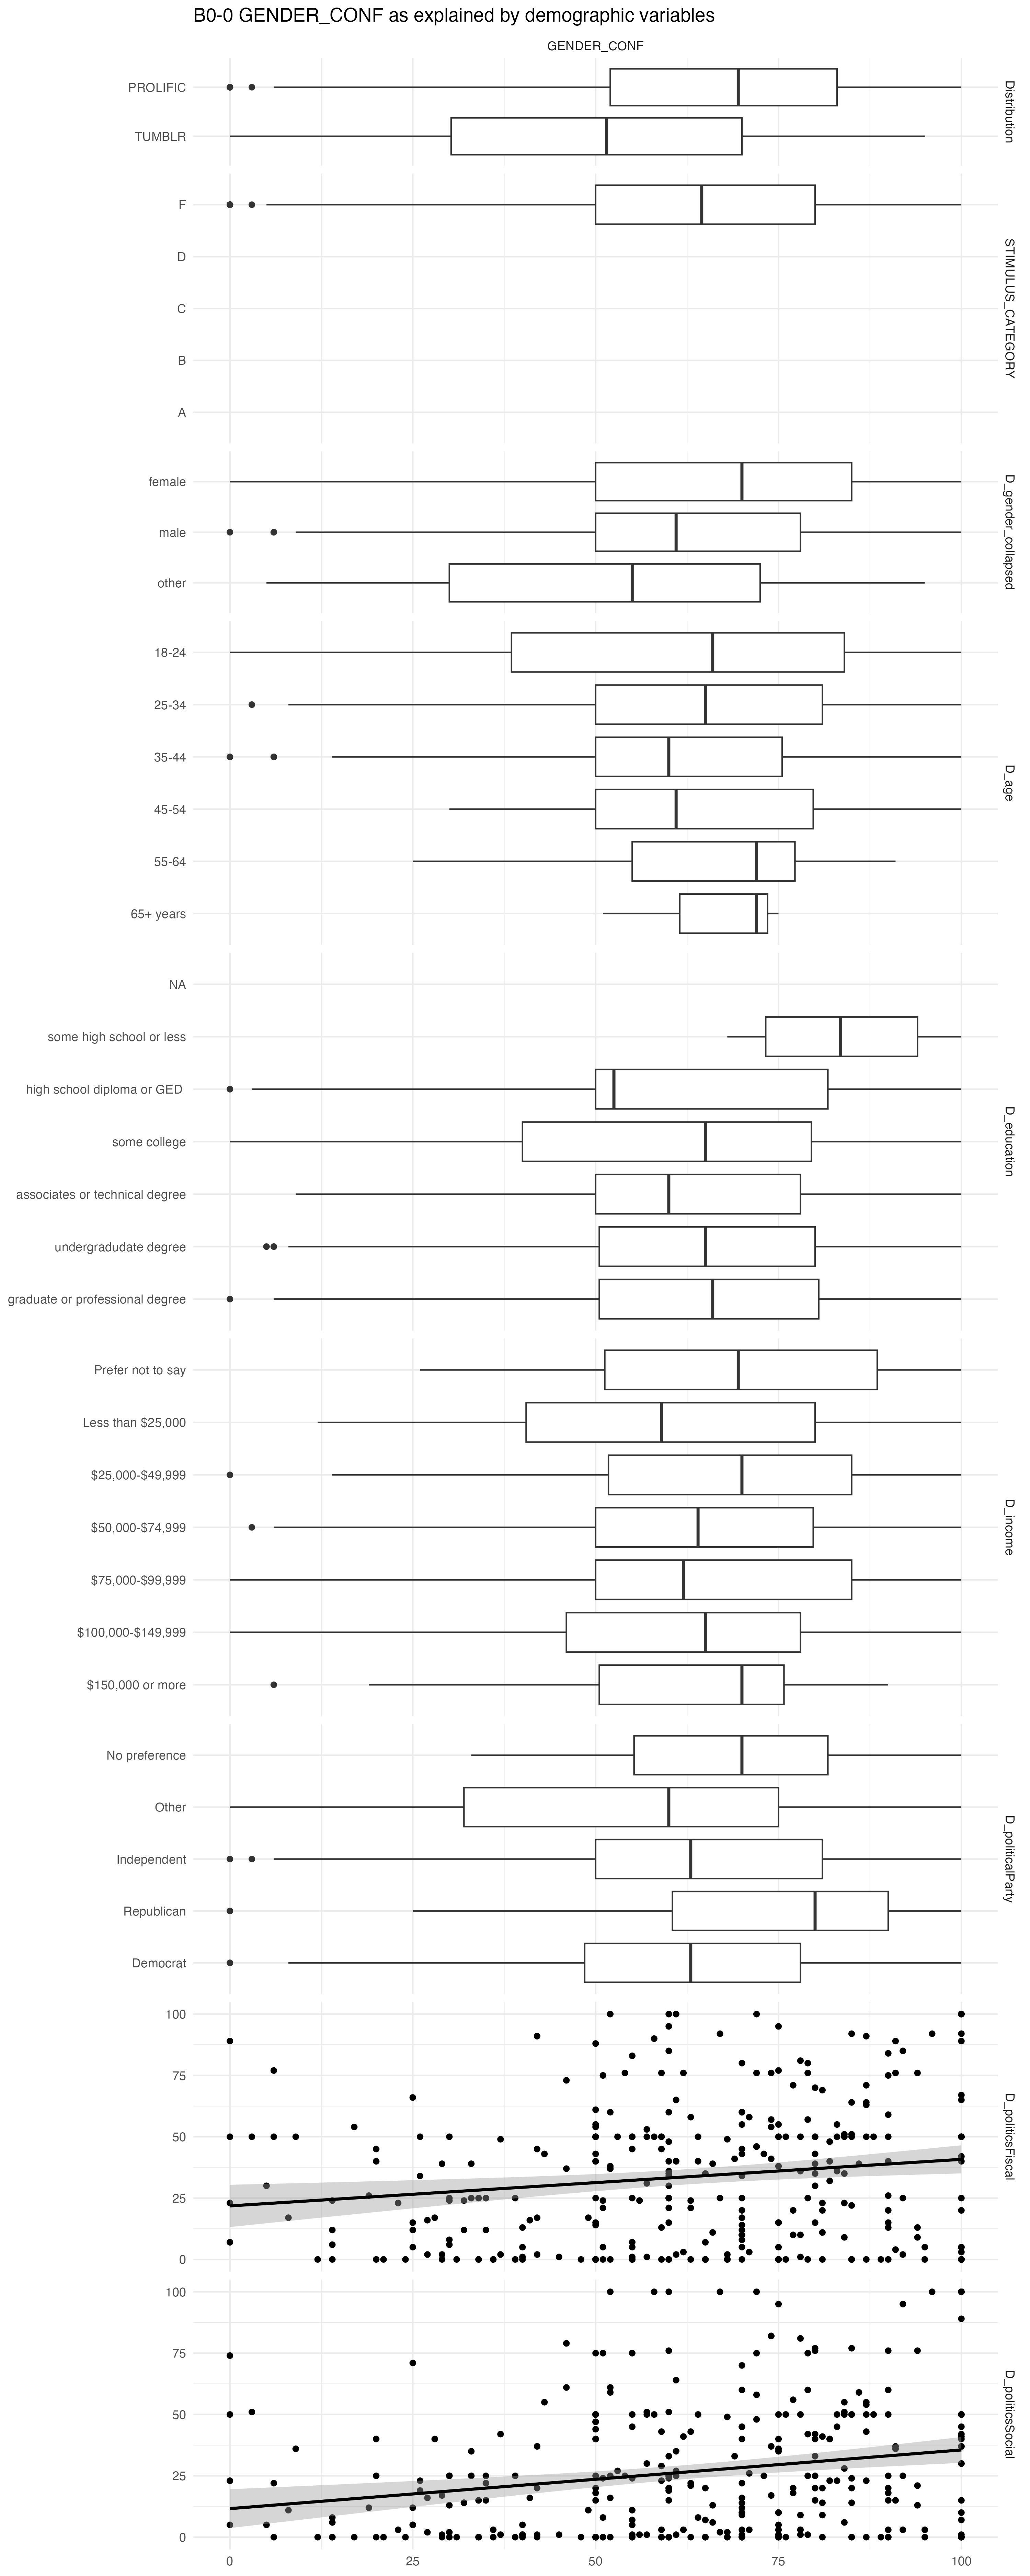 B0-0 GENDER_CONF as explained by demographic variables
GENDER_CONF
PROLIFIC
TUMBLR
Distribution
F
D
C
B
A
STIMULUS_CATEGORY
female
male
other
D_gender_collapsed
18-24
25-34
35-44
45-54
55-64
65+ years
D_age
NA
some high school or less
high school diploma or GED
some college
associates or technical degree
undergradudate degree
graduate or professional degree
D_education
Prefer not to say
Less than $25,000
$25,000-$49,999
$50,000-$74,999
$75,000-$99,999
$100,000-$149,999
$150,000 or more
D_income
No preference
Other
Independent
Republican
Democrat
D_politicalParty
100
75
50
25
0
D_politicsFiscal
100
75
50
25
0
D_politicsSocial
0 25 50 75 100